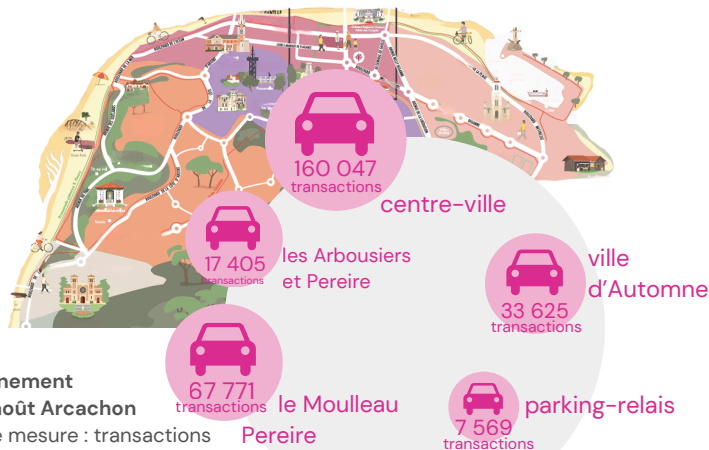 160 047
transactions
centre-ville
17 405
transactions
les Arbousiers
et Pereire
ville
d'Automne
33 625
transactions
67 771
transactions
le Moulleau
Pereire
parking-relais
7 569
transactions
nement
oût Arcachon
mesure : transactions